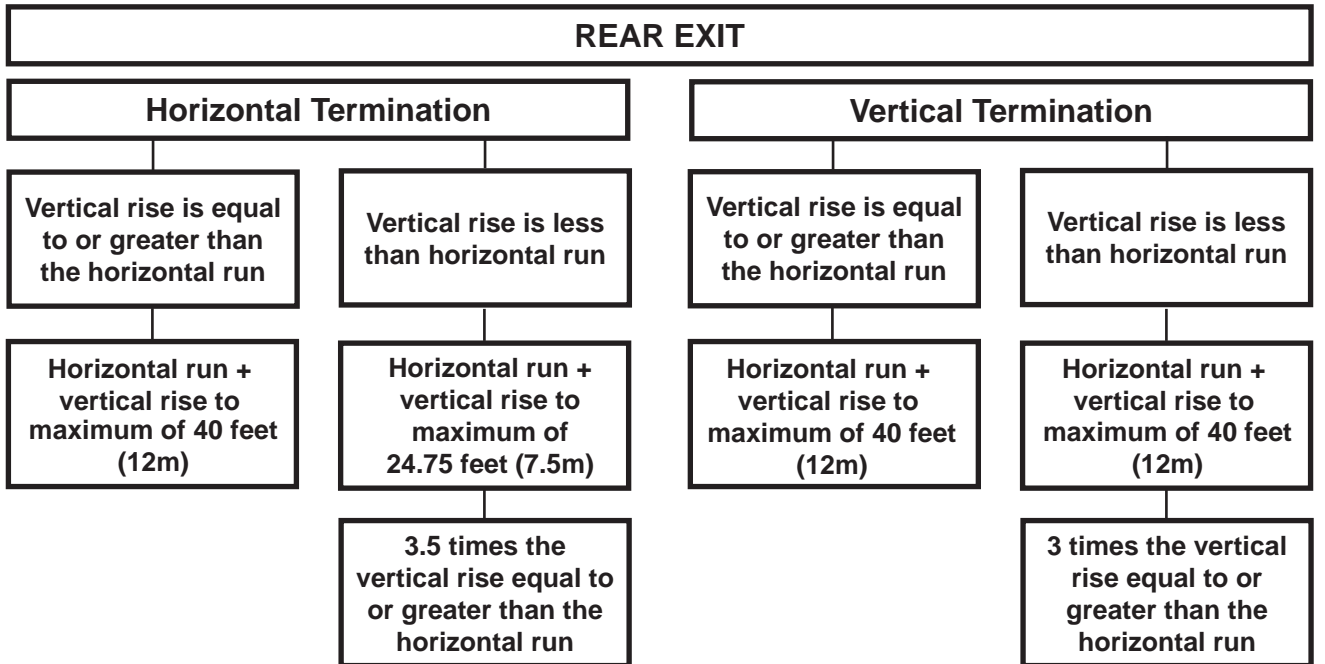 REAR EXIT
Horizontal Termination
Vertical rise is equal
to or greater than
the horizontal run
Horizontal run +
vertical rise to
maximum of 40 feet
(12m)
Vertical rise is less
than horizontal run
Horizontal run +
vertical rise to
maximum of
24.75 feet (7.5m)
3.5 times the
vertical rise equal to
or greater than the
horizontal run
Vertical Termination
Vertical rise is equal
to or greater than
the horizontal run
Horizontal run +
vertical rise to
maximum of 40 feet
(12m)
Vertical rise is less
than horizontal run
Horizontal run +
vertical rise to
maximum of 40 feet
(12m)
3 times the vertical
rise equal to or
greater than the
horizontal run